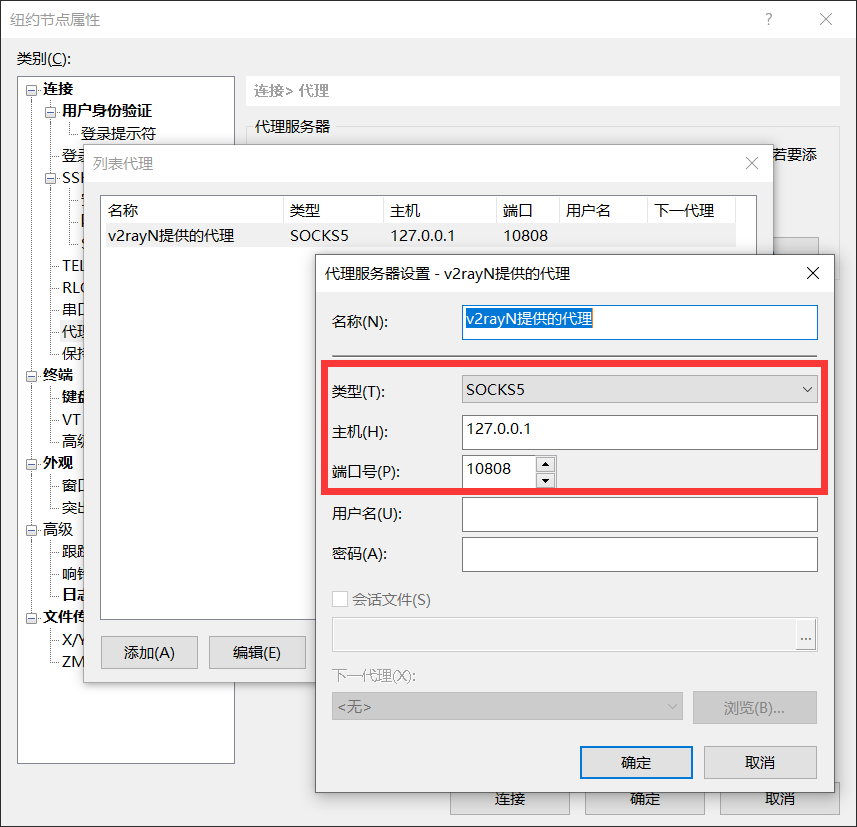 纽约节点属性
类别(C):
连接
用户身份验证
登录提示符
连接> 代理
代理服务器
若要添
列表代理
名称 类型 主机 端口 用户名 下一代理
v2rayN提供的代理 SOCKS5 127.0.0.1 10808
SSH
TEL
RLO
串口
代理
保持
终端
键盘
VT
高级
外观
窗口
突出
高级
跟踪
响铃
日志
文件传
X/Y
ZM
添加(A) 编辑(E)
代理服务器设置 - v2rayN提供的代理
名称(N): v2rayN提供的代理
类型(T): SOCKS5
主机(H): 127.0.0.1
端口号(P): 10808
用户名(U):
密码(A):
会话文件(S)
...
下一代理(X):
<无> 浏览(B)...
确定 取消
连接 确定 取消